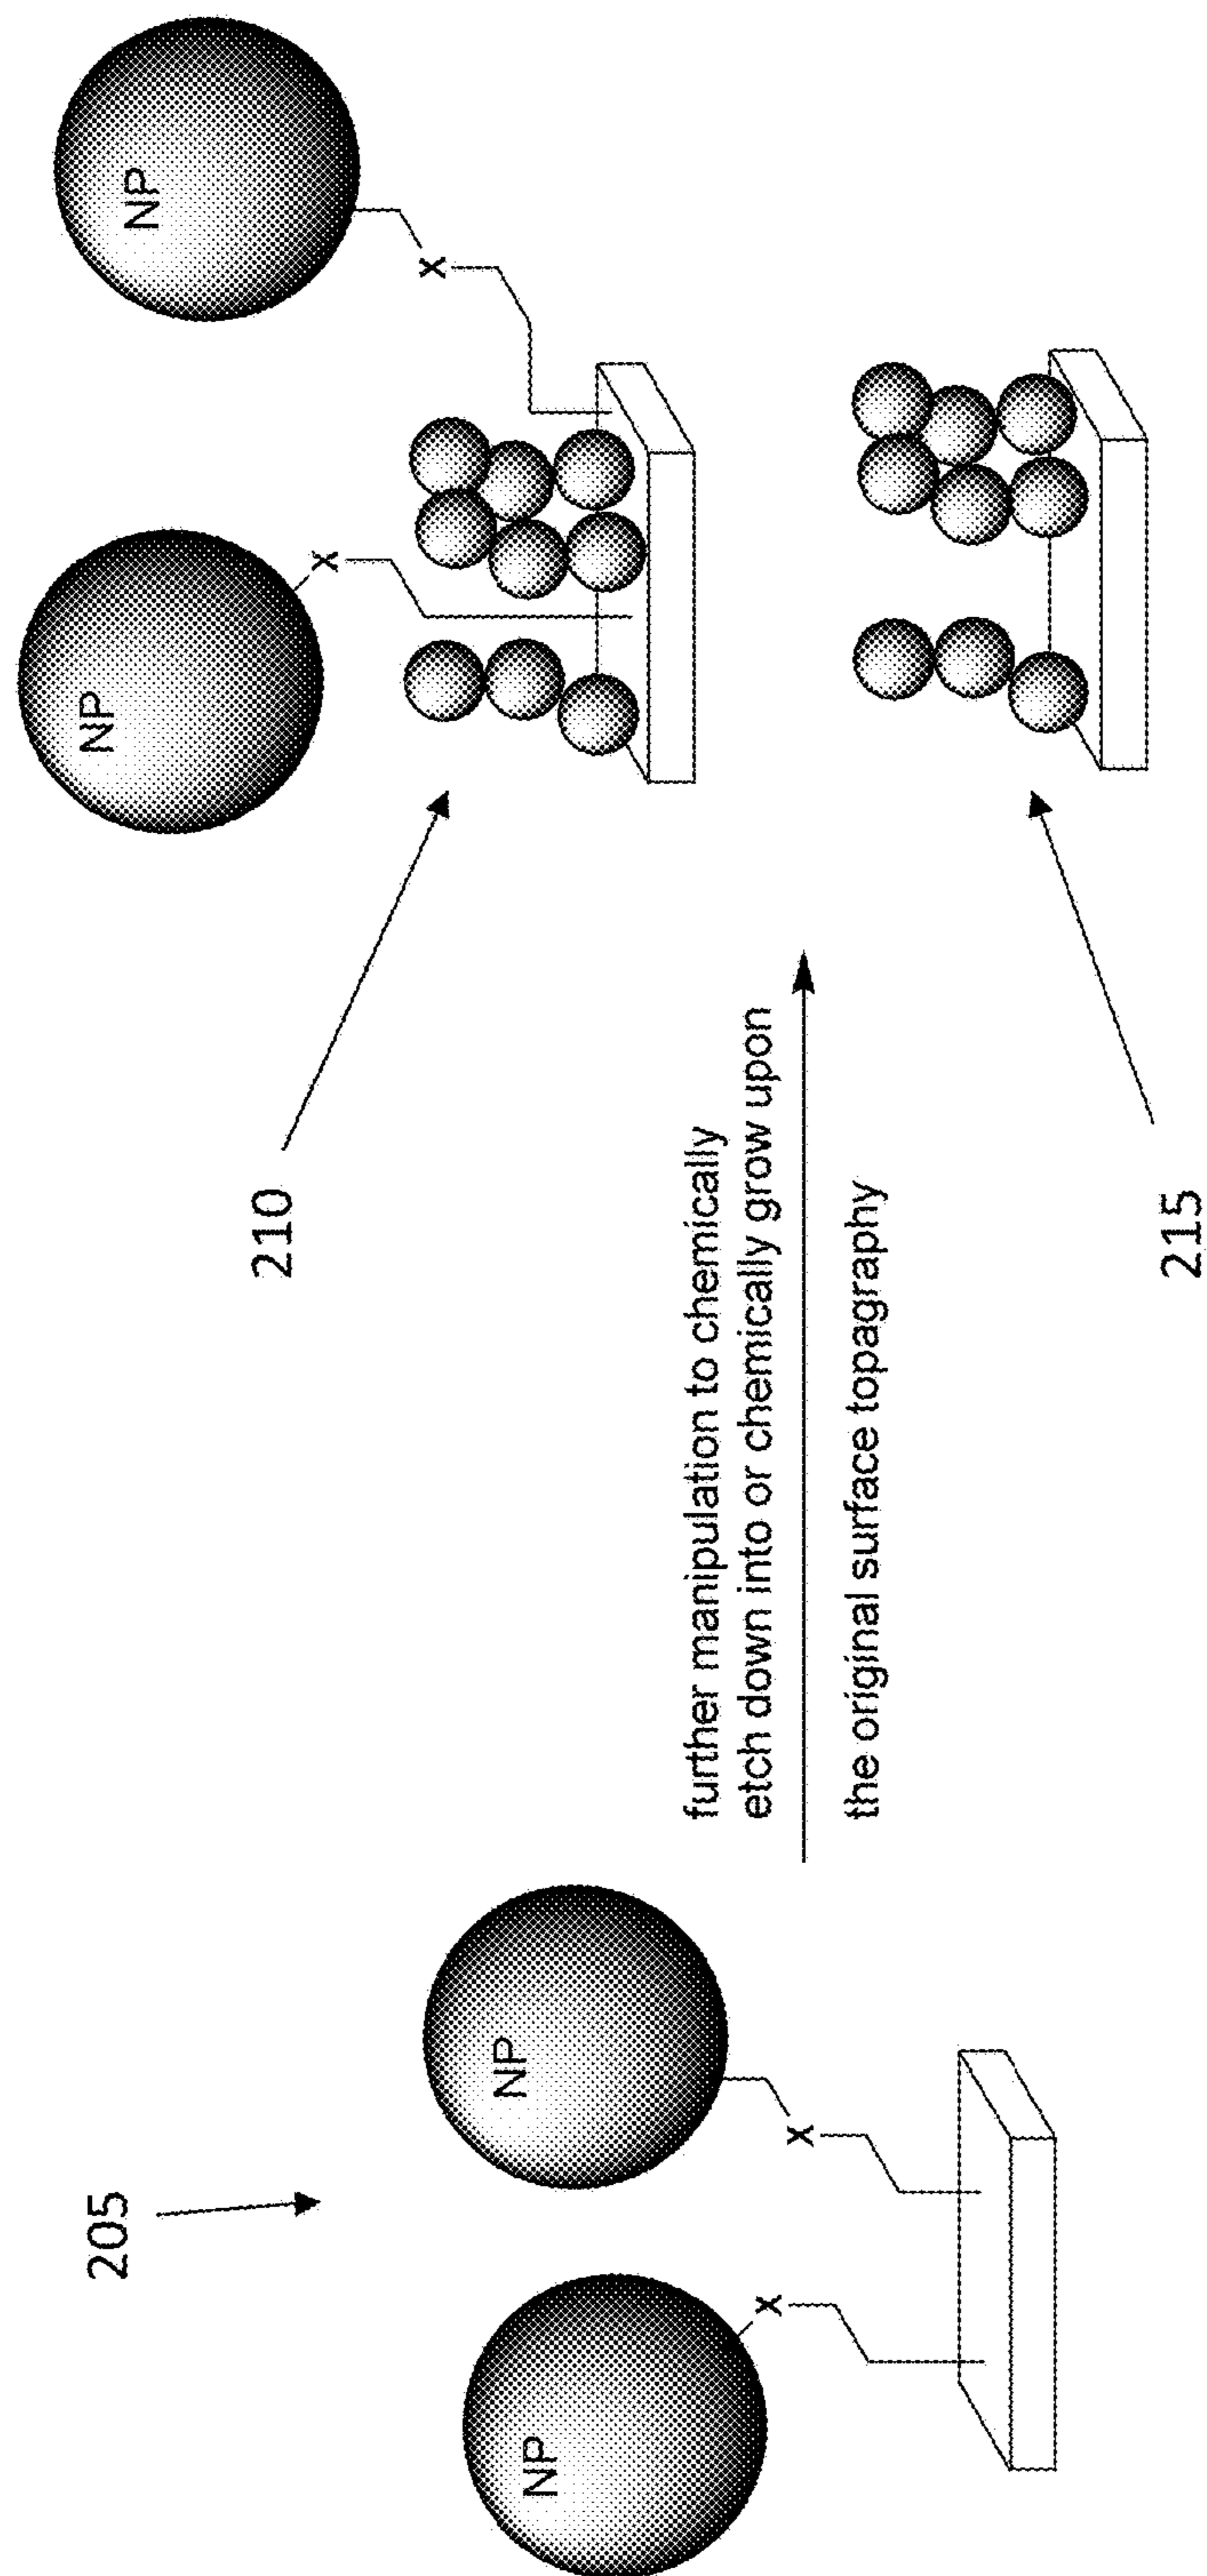 205
NP
NP
X
X
further manipulation to chemically
etch down into or chemically grow upon
the original surface topagraphy
210
NP
NP
X
X
215